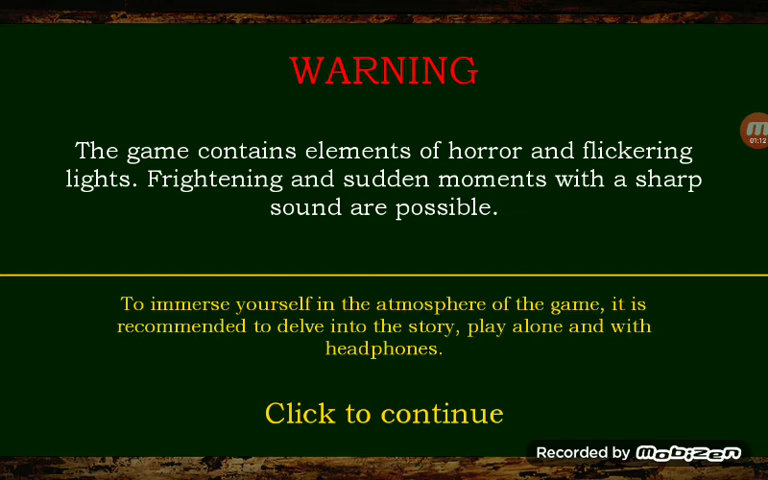 WARNING
The game contains elements of horror and flickering
lights. Frightening and sudden moments with a sharp
sound are possible.
01:12
To immerse yourself in the atmosphere of the game, it is
recommended to delve into the story, play alone and with
headphones.
Click to continue
Recorded by mobizen